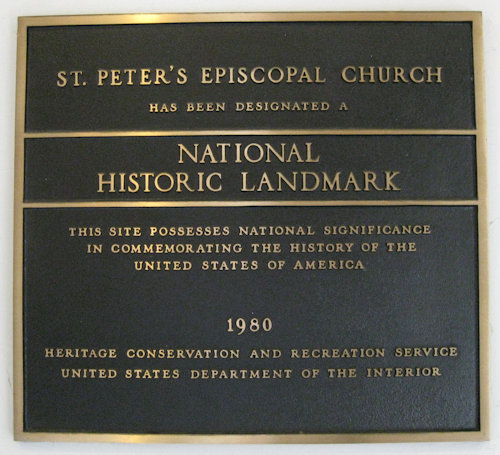 ST. PETER'S EPISCOPAL CHURCH
HAS BEEN DESIGNATED A
NATIONAL
HISTORIC LANDMARK
THIS SITE POSSESSES NATIONAL SIGNIFICANCE
IN COMMEMORATING THE HISTORY OF THE
UNITED STATES OF AMERICA
1980
HERITAGE CONSERVATION AND RECREATION SERVICE
UNITED STATES DEPARTMENT OF THE INTERIOR